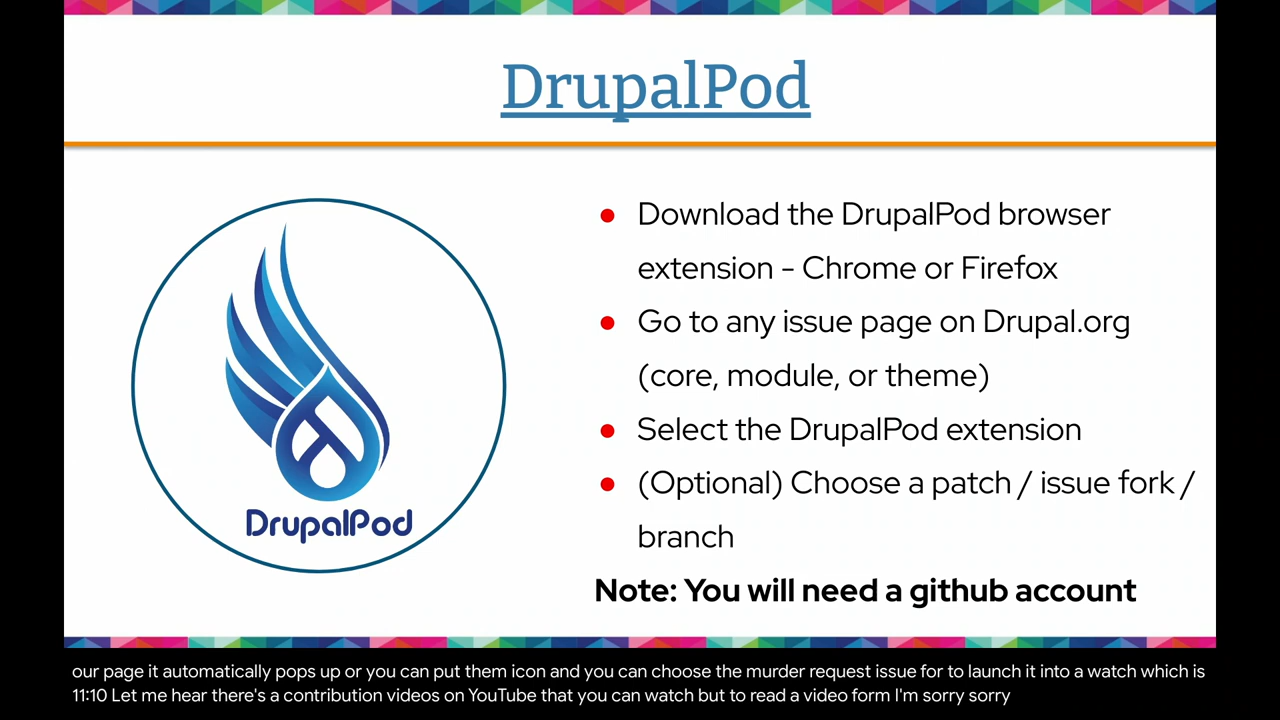 DrupalPod
DrupalPod
● Download the DrupalPod browser
extension - Chrome or Firefox
● Go to any issue page on Drupal.org
(core, module, or theme)
● Select the DrupalPod extension
● (Optional) Choose a patch / issue fork /
branch
Note: You will need a github account
our page it automatically pops up or you can put them icon and you can choose the murder request issue for to launch it into a watch which is
11:10 Let me hear there's a contribution videos on YouTube that you can watch but to read a video form I'm sorry sorry